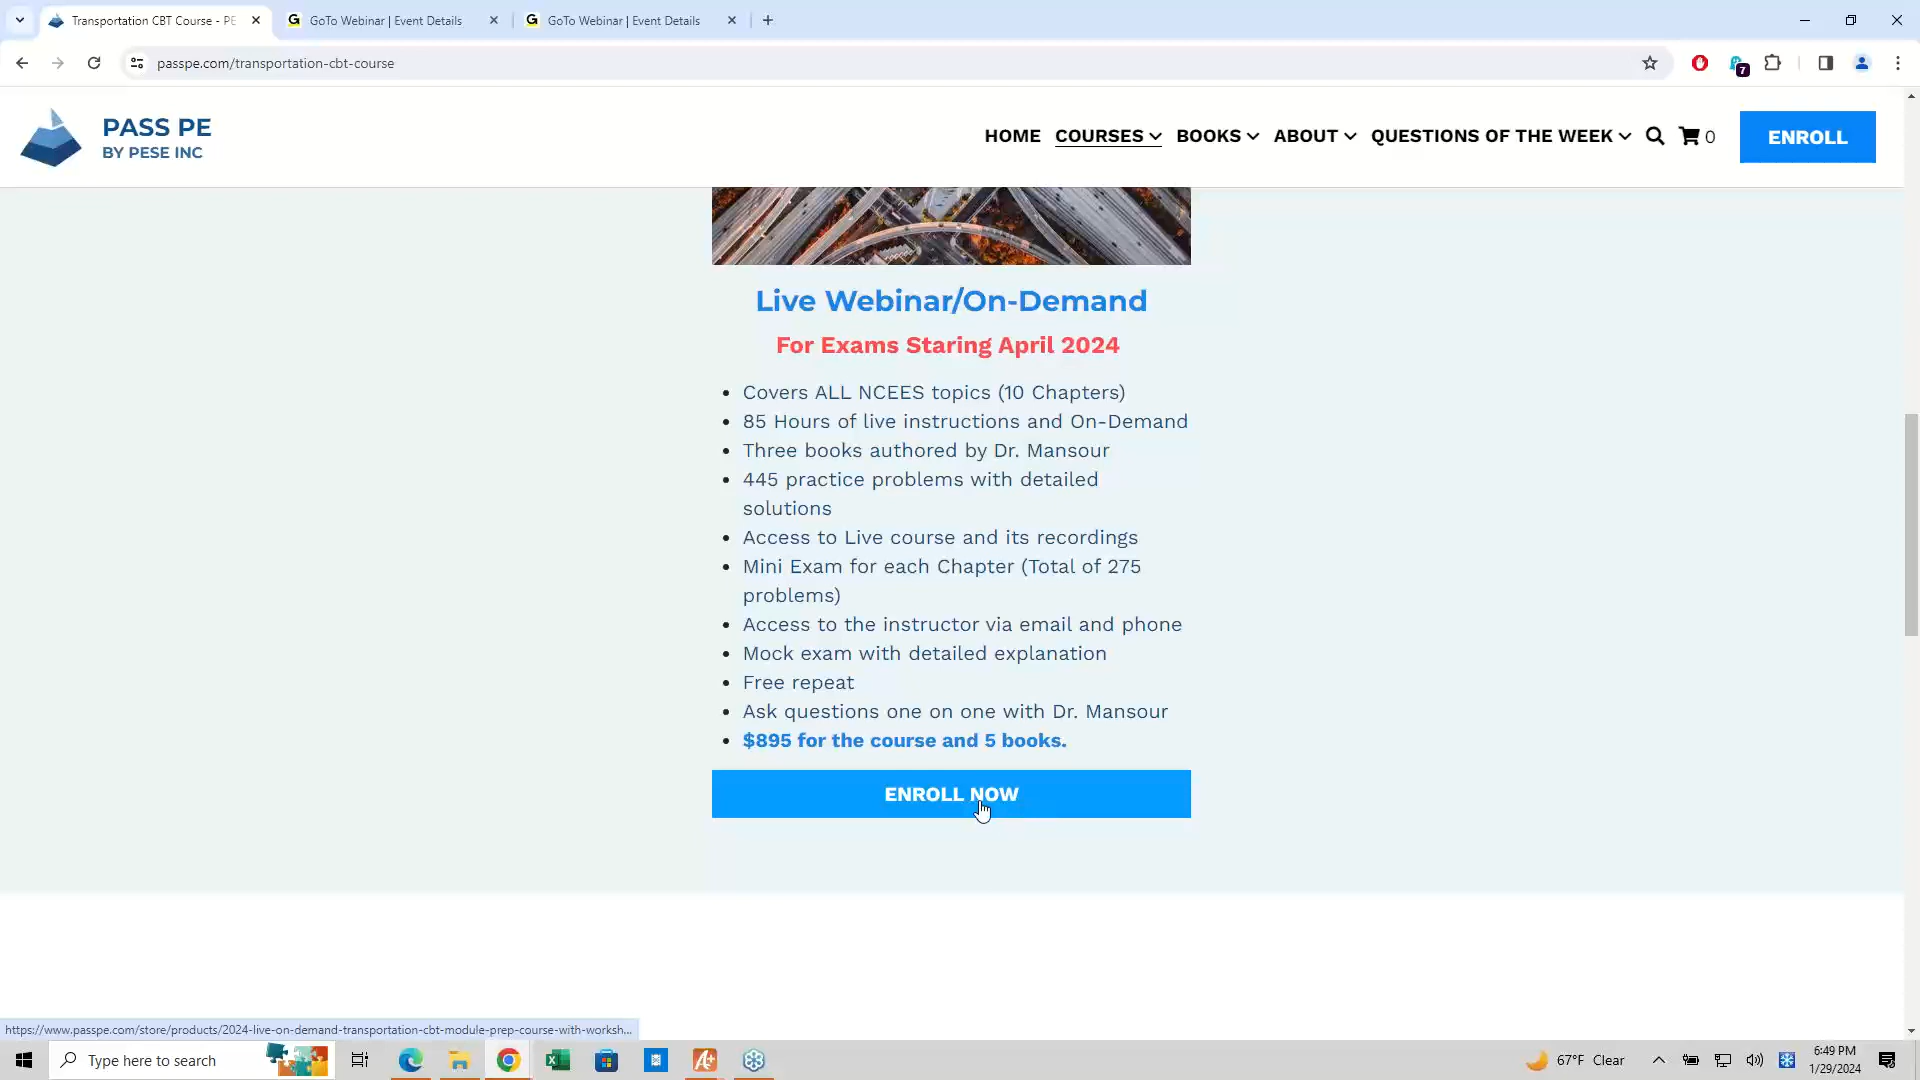 Transportation CBT Course - PE
GoTo Webinar | Event Details
GoTo Webinar | Event Details
passpe.com/transportation-cbt-course
7
PASS PE
BY PESE INC
HOME
COURSES
BOOKS
ABOUT
QUESTIONS OF THE WEEK
0
ENROLL
Live Webinar/On-Demand
For Exams Staring April 2024
• Covers ALL NCEES topics (10 Chapters)
• 85 Hours of live instructions and On-Demand
• Three books authored by Dr. Mansour
• 445 practice problems with detailed
solutions
• Access to Live course and its recordings
• Mini Exam for each Chapter (Total of 275
problems)
• Access to the instructor via email and phone
• Mock exam with detailed explanation
• Free repeat
• Ask questions one on one with Dr. Mansour
• $895 for the course and 5 books.
ENROLL NOW
https://www.passpe.com/store/products/2024-live-on-demand-transportation-cbt-module-prep-course-with-worksh...
Type here to search
67°F Clear
6:49 PM
1/29/2024